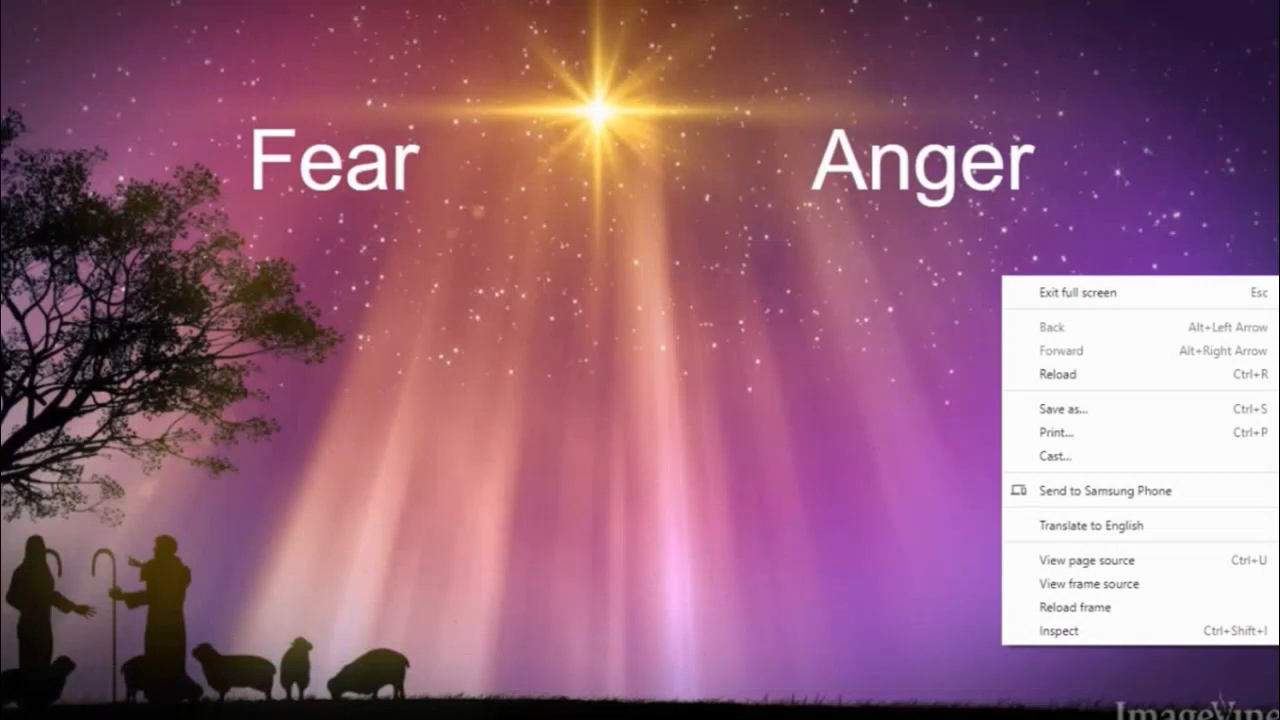 Fear
Anger
Exit full screen Esc
Back Alt+Left Arrow
Forward Alt+Right Arrow
Reload Ctrl+R
Save as... Ctrl+S
Print... Ctrl+P
Cast...
Send to Samsung Phone
Translate to English
View page source Ctrl+U
View frame source
Reload frame
Inspect Ctrl+Shift+I
ImageVine